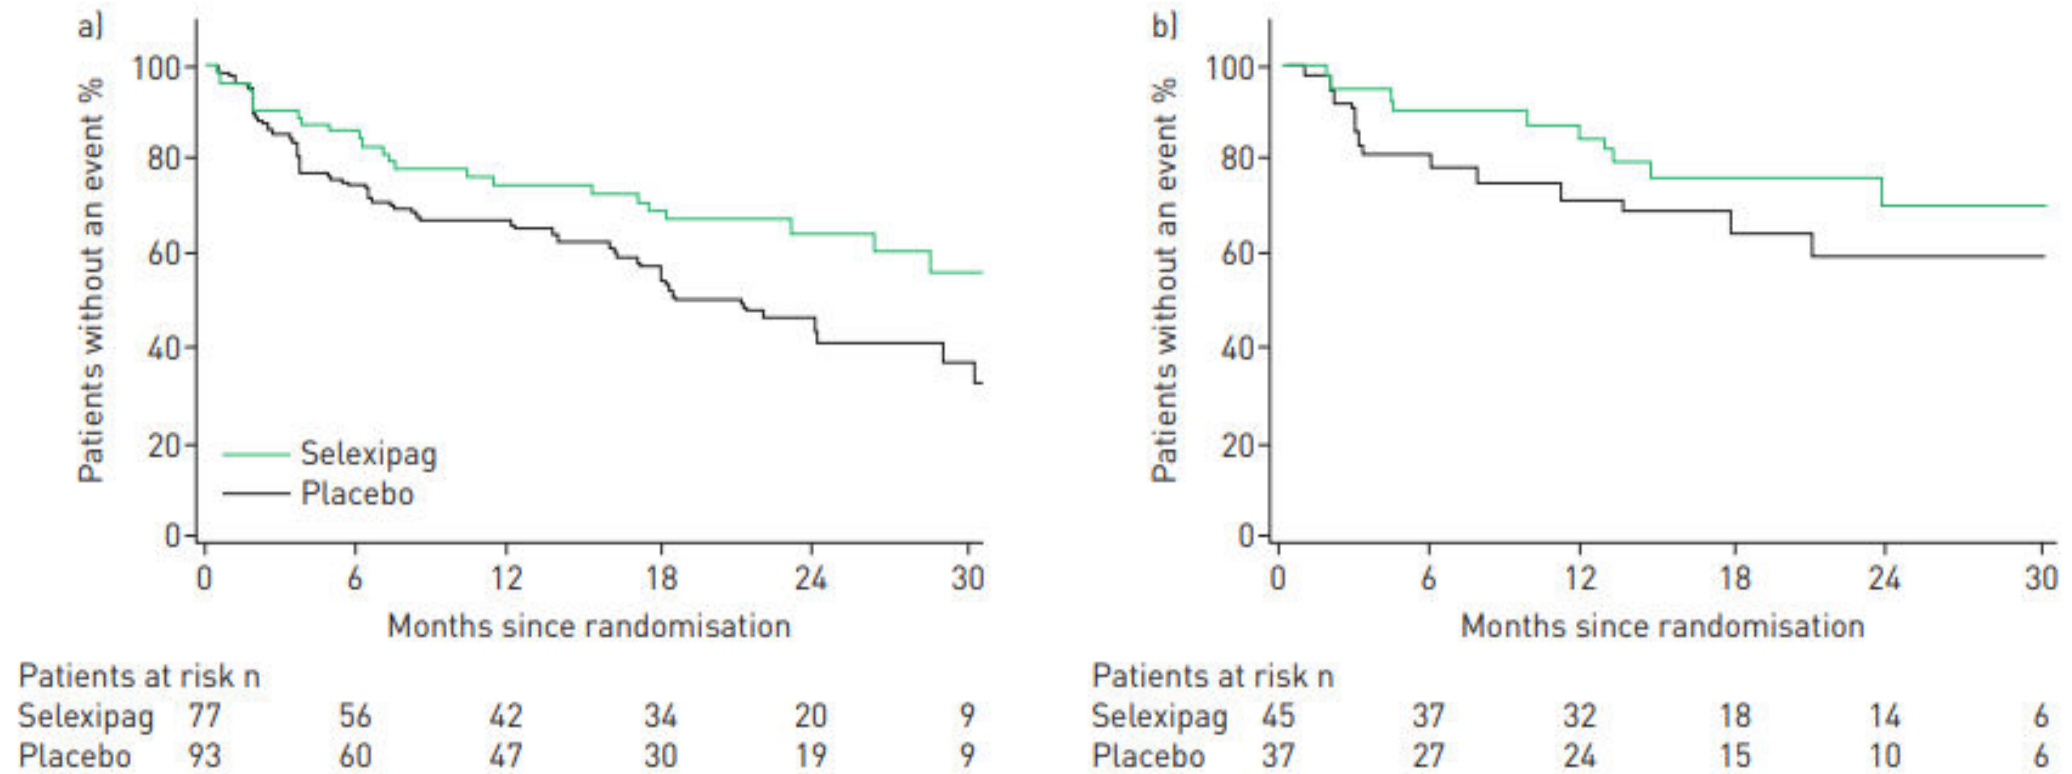 a)
Patients without an event %
100
80
60
40
20
0
Selexipag
Placebo
0 6 12 18 24 30
Months since randomisation
Patients at risk n
Selexipag 77 56 42 34 20 9
Placebo 93 60 47 30 19 9
b)
Patients without an event %
100
80
60
40
20
0
0 6 12 18 24 30
Months since randomisation
Patients at risk n
Selexipag 45 37 32 18 14 6
Placebo 37 27 24 15 10 6